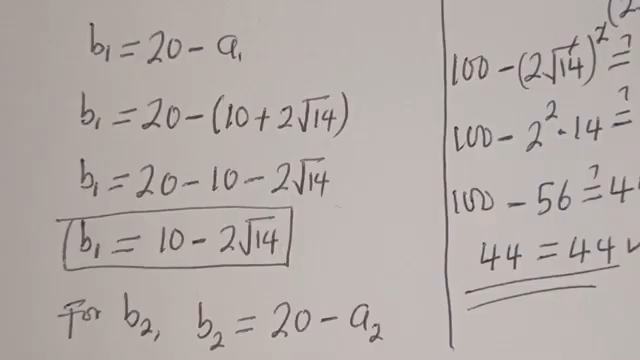 b₁ = 20 - a₁
b₁ = 20 - (10 + 2√14)
b₁ = 20 - 10 - 2√14
b₁ = 10 - 2√14
For b₂, b₂ = 20 - a₂
100 - (2√14)² ≟
100 - 2² · 14 ≟
100 - 56 ≟ 4
44 = 44 ✓